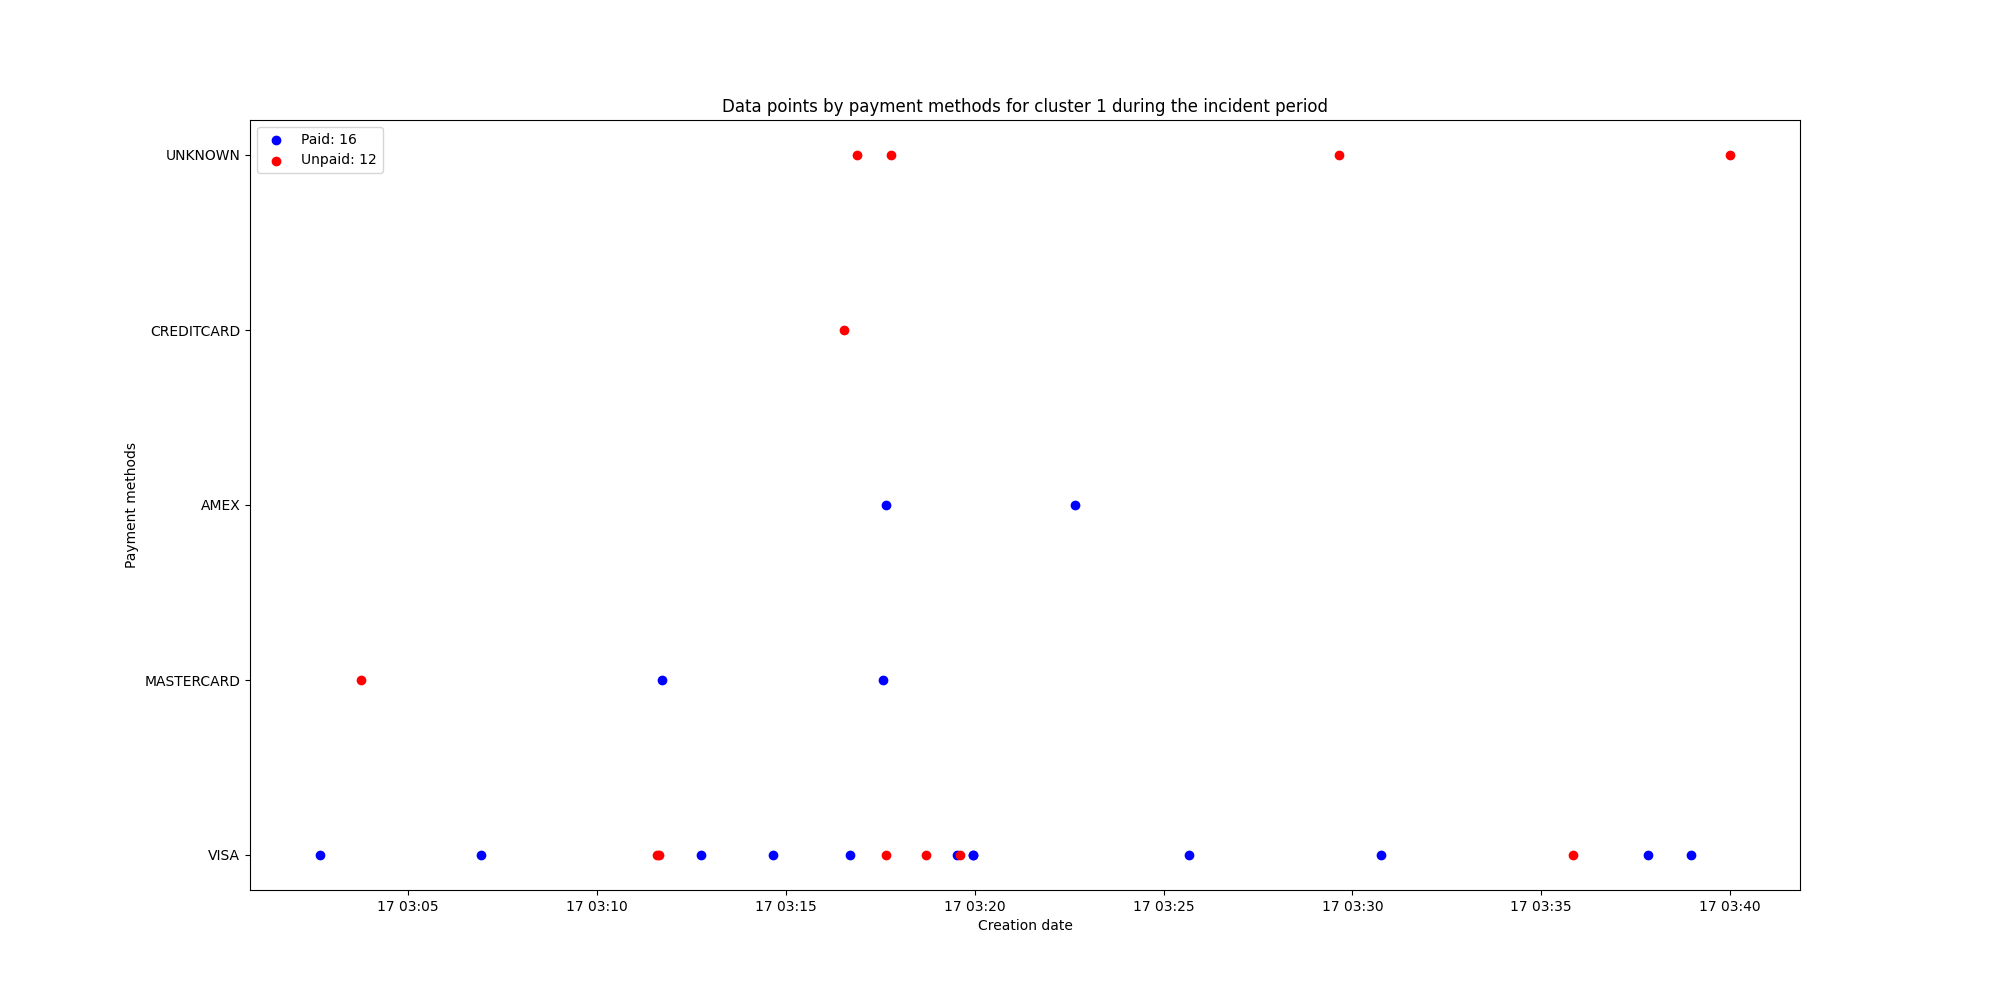 Data points by payment methods for cluster 1 during the incident period
Paid: 16
Unpaid: 12
UNKNOWN
CREDITCARD
AMEX
MASTERCARD
VISA
Payment methods
17 03:05 17 03:10 17 03:15 17 03:20 17 03:25 17 03:30 17 03:35 17 03:40
Creation date